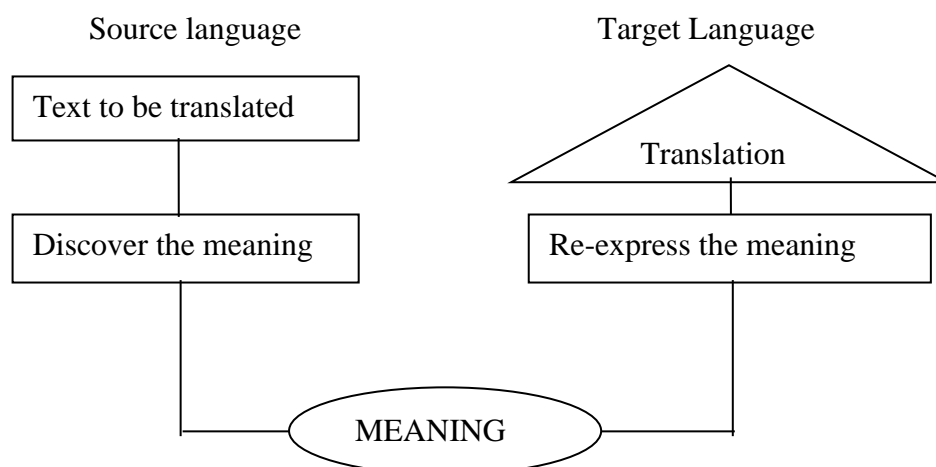 Source language
Target Language
Text to be translated
Translation
Discover the meaning
Re-express the meaning
MEANING